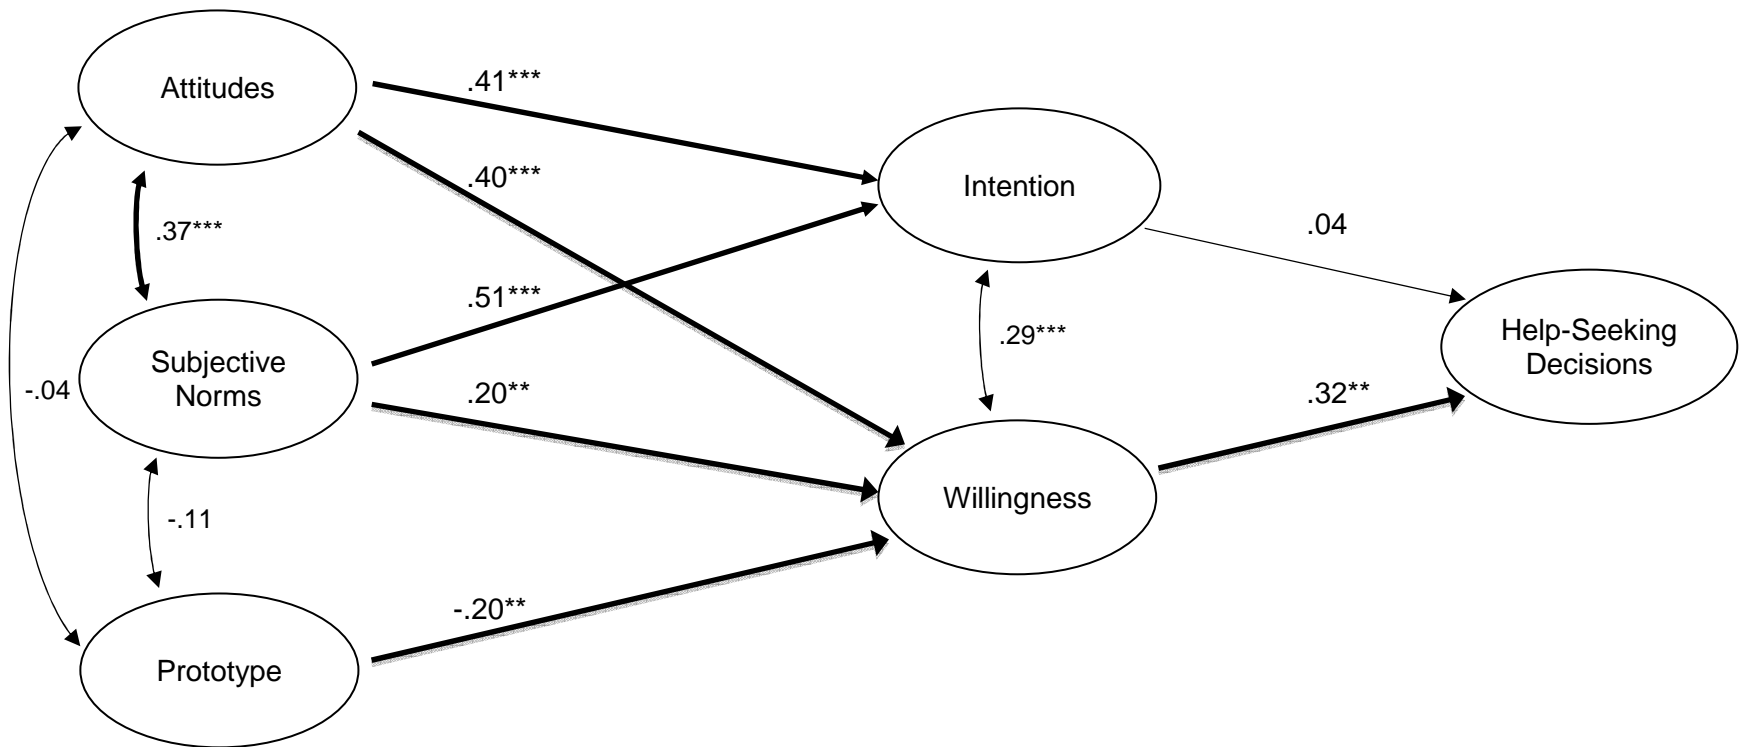 Attitudes
.41***
.40***
Intention
.37***
.04
.51***
Subjective
Norms
.29***
Help-Seeking
Decisions
-.04
.20**
.32**
Willingness
-.11
-.20**
Prototype